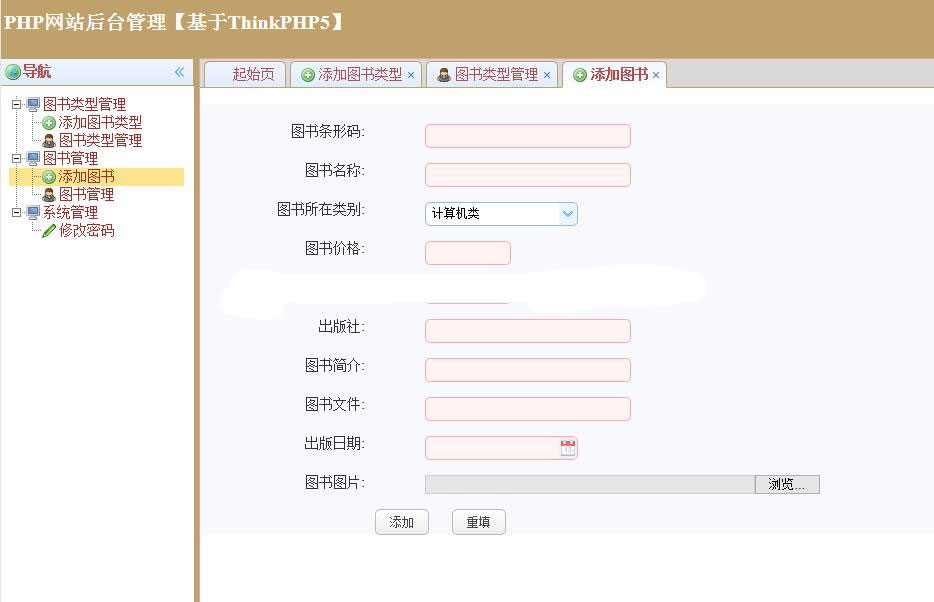 PHP网站后台管理【基于ThinkPHP5】
导航
图书类型管理
添加图书类型
图书类型管理
图书管理
添加图书
图书管理
系统管理
修改密码
起始页 添加图书类型 图书类型管理 添加图书
图书条形码:
图书名称:
图书所在类别: 计算机类
图书价格:
出版社:
图书简介:
图书文件:
出版日期:
图书图片: 浏览...
添加 重填